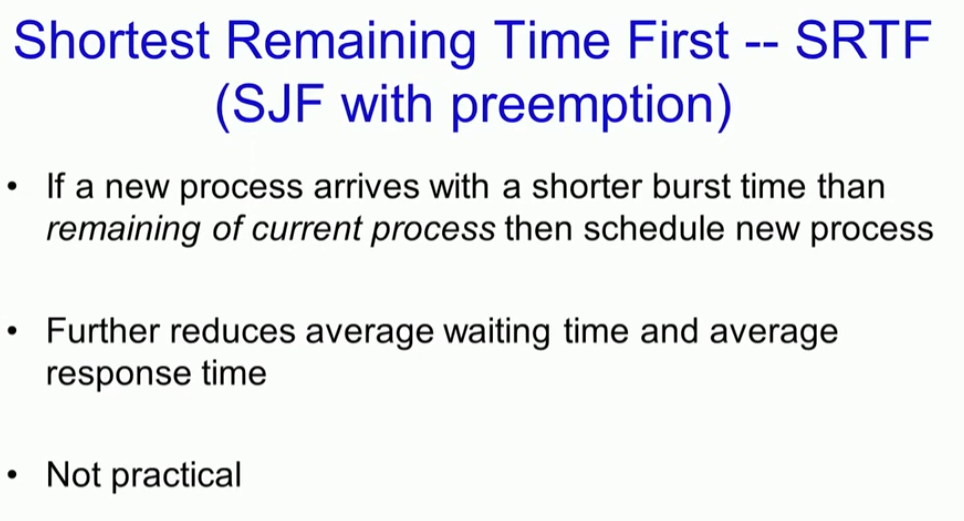 Shortest Remaining Time First -- SRTF
(SJF with preemption)
• If a new process arrives with a shorter burst time than
remaining of current process then schedule new process
• Further reduces average waiting time and average
response time
• Not practical